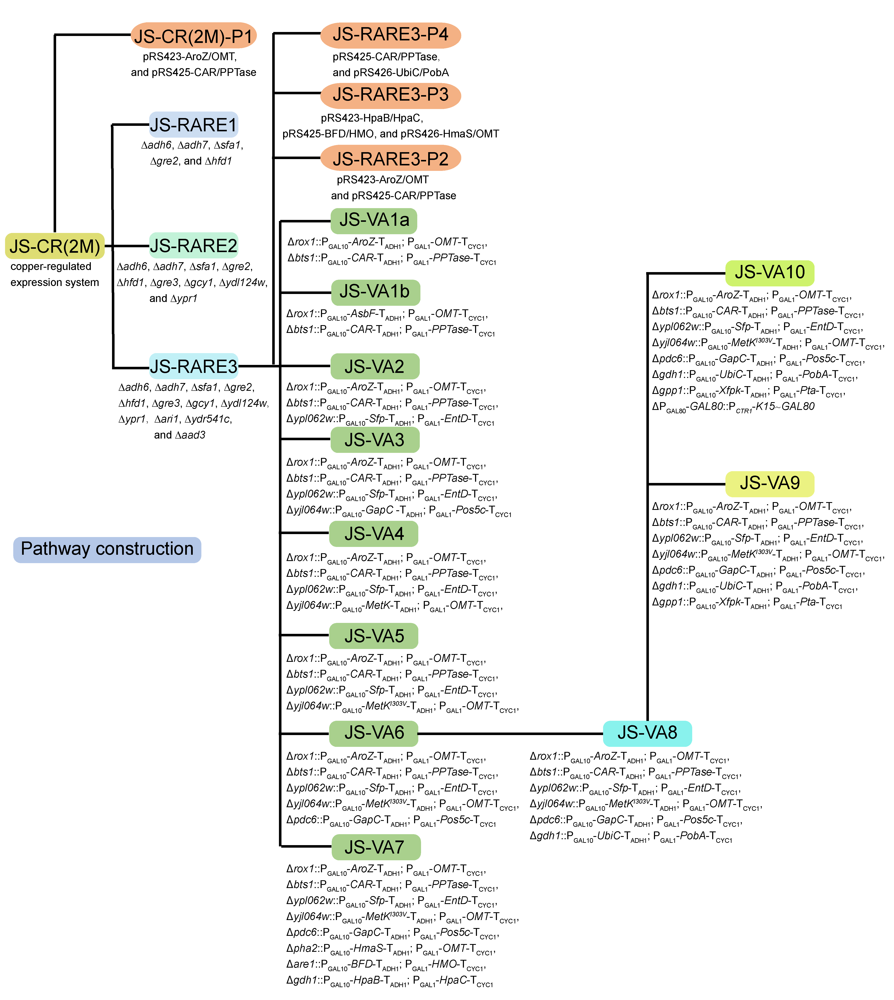 JS-CR(2M)-P1
pRS423-AroZ/OMT,
and pRS425-CAR/PPTase
JS-RARE1
Δadh6, Δadh7, Δsfa1,
Δgre2, and Δhfd1
JS-CR(2M)
copper-regulated
expression system
JS-RARE2
Δadh6, Δadh7, Δsfa1, Δgre2,
Δhfd1, Δgre3, Δgcy1, Δydl124w,
and Δypr1
JS-RARE3
Δadh6, Δadh7, Δsfa1, Δgre2,
Δhfd1, Δgre3, Δgcy1, Δydl124w,
Δypr1, Δari1, Δydr541c,
and Δaad3
Pathway construction
JS-RARE3-P4
pRS425-CAR/PPTase,
and pRS426-UbiC/PobA
JS-RARE3-P3
pRS423-HpaB/HpaC,
pRS425-BFD/HMO, and pRS426-HmaS/OMT
JS-RARE3-P2
pRS423-AroZ/OMT
and pRS425-CAR/PPTase
JS-VA1a
Δrox1::PGAL10-AroZ-TADH1; PGAL1-OMT-TCYC1,
Δbts1::PGAL10-CAR-TADH1; PGAL1-PPTase-TCYC1
JS-VA1b
Δrox1::PGAL10-AsbF-TADH1; PGAL1-OMT-TCYC1,
Δbts1::PGAL10-CAR-TADH1; PGAL1-PPTase-TCYC1
JS-VA2
Δrox1::PGAL10-AroZ-TADH1; PGAL1-OMT-TCYC1,
Δbts1::PGAL10-CAR-TADH1; PGAL1-PPTase-TCYC1,
Δypl062w::PGAL10-Sfp-TADH1; PGAL1-EntD-TCYC1
JS-VA3
Δrox1::PGAL10-AroZ-TADH1; PGAL1-OMT-TCYC1,
Δbts1::PGAL10-CAR-TADH1; PGAL1-PPTase-TCYC1,
Δypl062w::PGAL10-Sfp-TADH1; PGAL1-EntD-TCYC1,
Δyjl064w::PGAL10-GapC -TADH1; PGAL1-Pos5c-TCYC1
JS-VA4
Δrox1::PGAL10-AroZ-TADH1; PGAL1-OMT-TCYC1,
Δbts1::PGAL10-CAR-TADH1; PGAL1-PPTase-TCYC1,
Δypl062w::PGAL10-Sfp-TADH1; PGAL1-EntD-TCYC1,
Δyjl064w::PGAL10-MetK-TADH1; PGAL1-OMT-TCYC1,
JS-VA5
Δrox1::PGAL10-AroZ-TADH1; PGAL1-OMT-TCYC1,
Δbts1::PGAL10-CAR-TADH1; PGAL1-PPTase-TCYC1,
Δypl062w::PGAL10-Sfp-TADH1; PGAL1-EntD-TCYC1,
Δyjl064w::PGAL10-MetKI303V-TADH1; PGAL1-OMT-TCYC1,
JS-VA6
Δrox1::PGAL10-AroZ-TADH1; PGAL1-OMT-TCYC1,
Δbts1::PGAL10-CAR-TADH1; PGAL1-PPTase-TCYC1,
Δypl062w::PGAL10-Sfp-TADH1; PGAL1-EntD-TCYC1,
Δyjl064w::PGAL10-MetKI303V-TADH1; PGAL1-OMT-TCYC1,
Δpdc6::PGAL10-GapC-TADH1; PGAL1-Pos5c-TCYC1
JS-VA7
Δrox1::PGAL10-AroZ-TADH1; PGAL1-OMT-TCYC1,
Δbts1::PGAL10-CAR-TADH1; PGAL1-PPTase-TCYC1,
Δypl062w::PGAL10-Sfp-TADH1; PGAL1-EntD-TCYC1,
Δyjl064w::PGAL10-MetKI303V-TADH1; PGAL1-OMT-TCYC1,
Δpdc6::PGAL10-GapC-TADH1; PGAL1-Pos5c-TCYC1,
Δpha2::PGAL10-HmaS-TADH1; PGAL1-OMT-TCYC1,
Δare1::PGAL10-BFD-TADH1; PGAL1-HMO-TCYC1,
Δgdh1::PGAL10-HpaB-TADH1; PGAL1-HpaC-TCYC1
JS-VA10
Δrox1::PGAL10-AroZ-TADH1; PGAL1-OMT-TCYC1,
Δbts1::PGAL10-CAR-TADH1; PGAL1-PPTase-TCYC1,
Δypl062w::PGAL10-Sfp-TADH1; PGAL1-EntD-TCYC1,
Δyjl064w::PGAL10-MetKI303V-TADH1; PGAL1-OMT-TCYC1,
Δpdc6::PGAL10-GapC-TADH1; PGAL1-Pos5c-TCYC1,
Δgdh1::PGAL10-UbiC-TADH1; PGAL1-PobA-TCYC1,
Δgpp1::PGAL10-Xfpk-TADH1; PGAL1-Pta-TCYC1,
ΔPGAL80-GAL80::PCTR1-K15~GAL80
JS-VA9
Δrox1::PGAL10-AroZ-TADH1; PGAL1-OMT-TCYC1,
Δbts1::PGAL10-CAR-TADH1; PGAL1-PPTase-TCYC1,
Δypl062w::PGAL10-Sfp-TADH1; PGAL1-EntD-TCYC1,
Δyjl064w::PGAL10-MetKI303V-TADH1; PGAL1-OMT-TCYC1,
Δpdc6::PGAL10-GapC-TADH1; PGAL1-Pos5c-TCYC1,
Δgdh1::PGAL10-UbiC-TADH1; PGAL1-PobA-TCYC1,
Δgpp1::PGAL10-Xfpk-TADH1; PGAL1-Pta-TCYC1
JS-VA8
Δrox1::PGAL10-AroZ-TADH1; PGAL1-OMT-TCYC1,
Δbts1::PGAL10-CAR-TADH1; PGAL1-PPTase-TCYC1,
Δypl062w::PGAL10-Sfp-TADH1; PGAL1-EntD-TCYC1,
Δyjl064w::PGAL10-MetKI303V-TADH1; PGAL1-OMT-TCYC1,
Δpdc6::PGAL10-GapC-TADH1; PGAL1-Pos5c-TCYC1,
Δgdh1::PGAL10-UbiC-TADH1; PGAL1-PobA-TCYC1